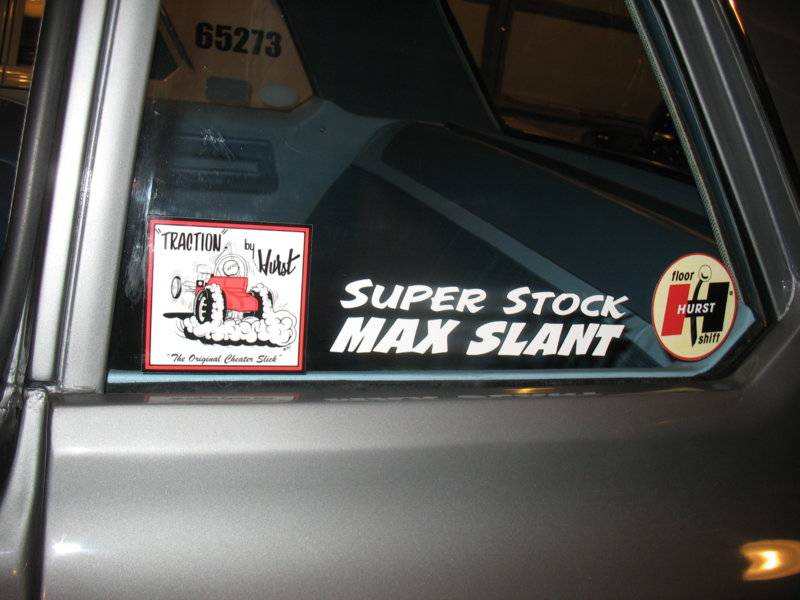 65273
"TRACTION" by Hurst
"The Original Cheater Slick"
SUPER STOCK
MAX SLANT
floor
HURST
shift